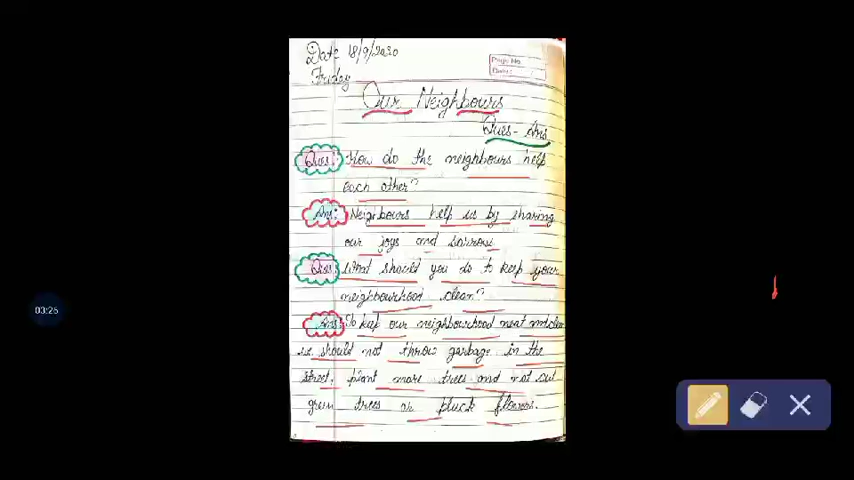 Date 18/9/2020
Page No.
Date:
Friday
Our Neighbours
Ques- Ans
Ques: How do the neighbours help
each other?
Ans: Neighbours help us by sharing
our joys and sorrows
Ques: What should you do to keep your
neighbourhood clean?
03:25
Ans: To keep our neighbourhood neat and clean
we should not throw garbage in the
street, plant more trees and not cut
green trees or pluck flowers.